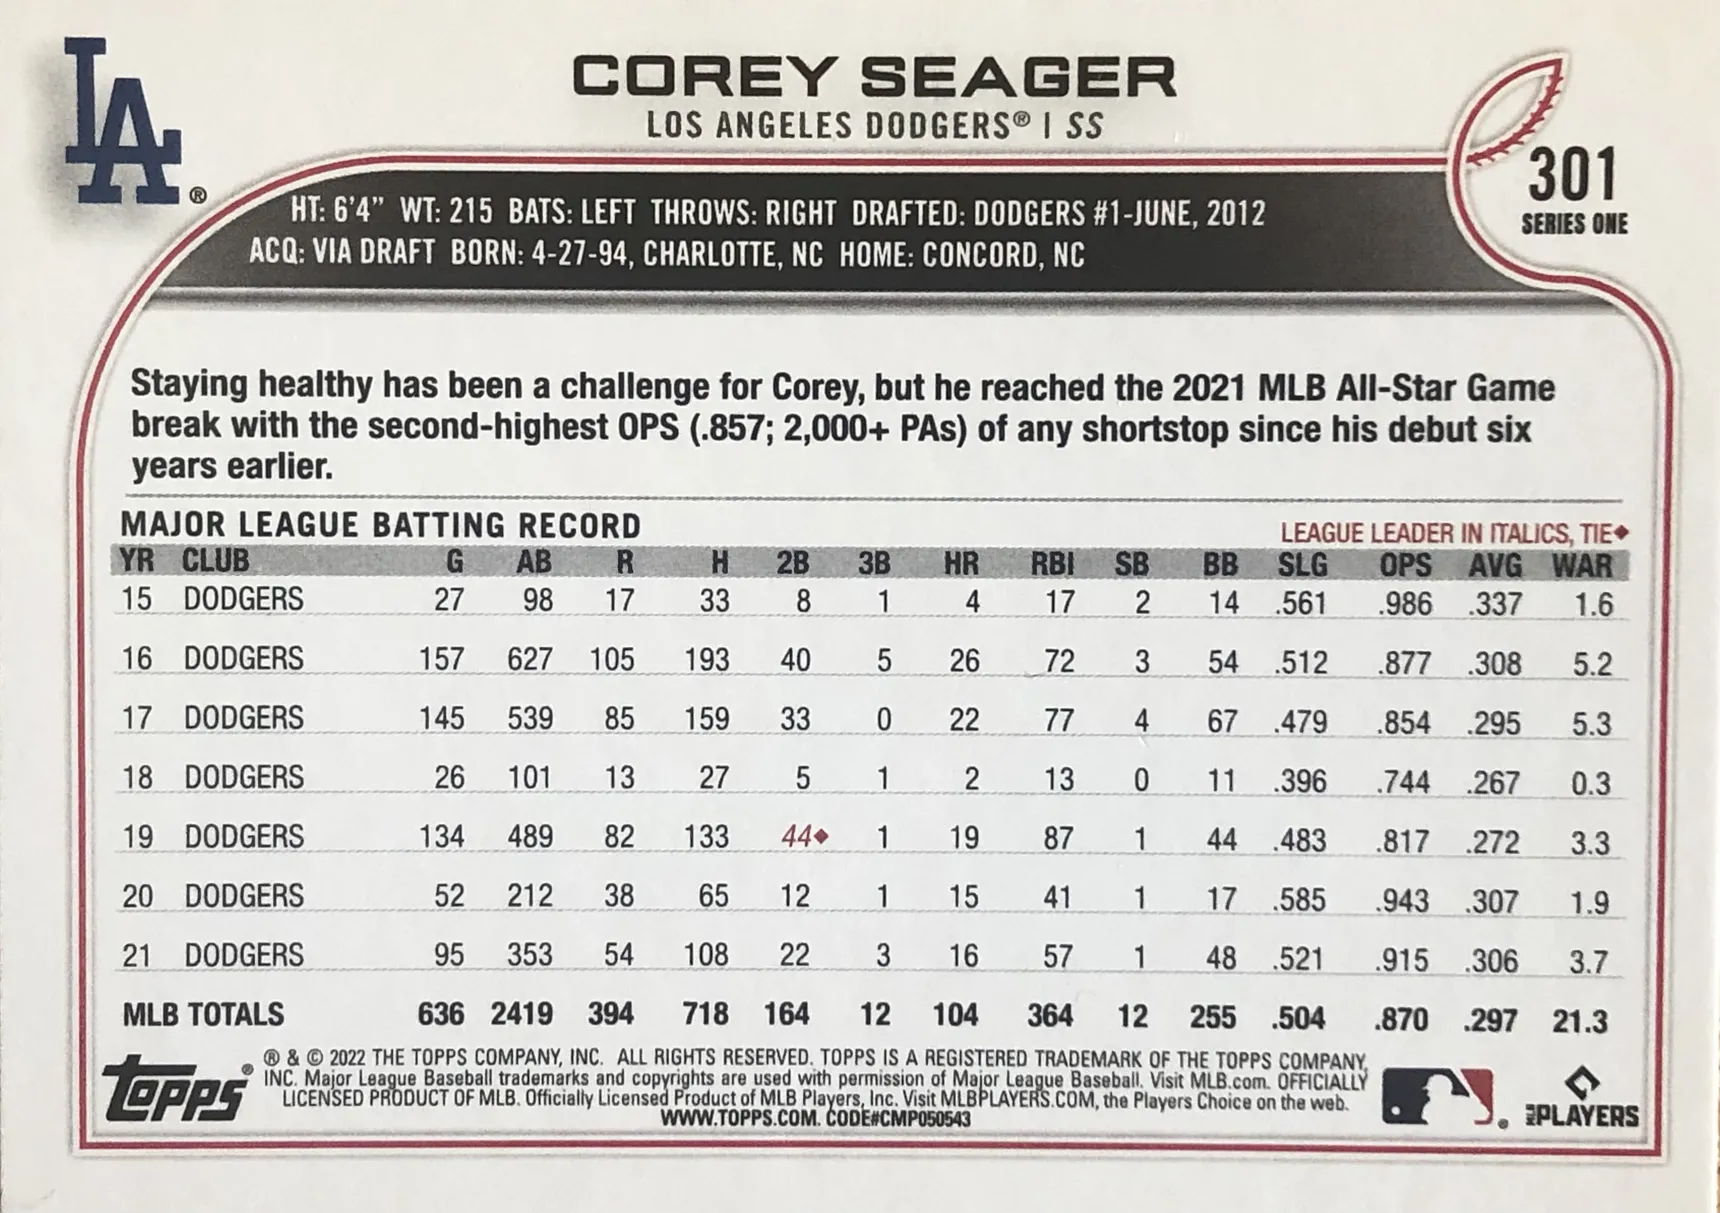 LA®
COREY SEAGER
LOS ANGELES DODGERS® | SS
301
SERIES ONE
HT: 6'4" WT: 215 BATS: LEFT THROWS: RIGHT DRAFTED: DODGERS #1-JUNE, 2012
ACQ: VIA DRAFT BORN: 4-27-94, CHARLOTTE, NC HOME: CONCORD, NC
Staying healthy has been a challenge for Corey, but he reached the 2021 MLB All-Star Game
break with the second-highest OPS (.857; 2,000+ PAs) of any shortstop since his debut six
years earlier.
MAJOR LEAGUE BATTING RECORD LEAGUE LEADER IN ITALICS, TIE◆
YR CLUB G AB R H 2B 3B HR RBI SB BB SLG OPS AVG WAR
15 DODGERS 27 98 17 33 8 1 4 17 2 14 .561 .986 .337 1.6
16 DODGERS 157 627 105 193 40 5 26 72 3 54 .512 .877 .308 5.2
17 DODGERS 145 539 85 159 33 0 22 77 4 67 .479 .854 .295 5.3
18 DODGERS 26 101 13 27 5 1 2 13 0 11 .396 .744 .267 0.3
19 DODGERS 134 489 82 133 44◆ 1 19 87 1 44 .483 .817 .272 3.3
20 DODGERS 52 212 38 65 12 1 15 41 1 17 .585 .943 .307 1.9
21 DODGERS 95 353 54 108 22 3 16 57 1 48 .521 .915 .306 3.7
MLB TOTALS 636 2419 394 718 164 12 104 364 12 255 .504 .870 .297 21.3
topps®
® & © 2022 THE TOPPS COMPANY, INC. ALL RIGHTS RESERVED. TOPPS IS A REGISTERED TRADEMARK OF THE TOPPS COMPANY,
INC. Major League Baseball trademarks and copyrights are used with permission of Major League Baseball. Visit MLB.com. OFFICIALLY
LICENSED PRODUCT OF MLB. Officially Licensed Product of MLB Players, Inc. Visit MLBPLAYERS.COM, the Players Choice on the web.
WWW.TOPPS.COM. CODE#CMP050543
MLB PLAYERS